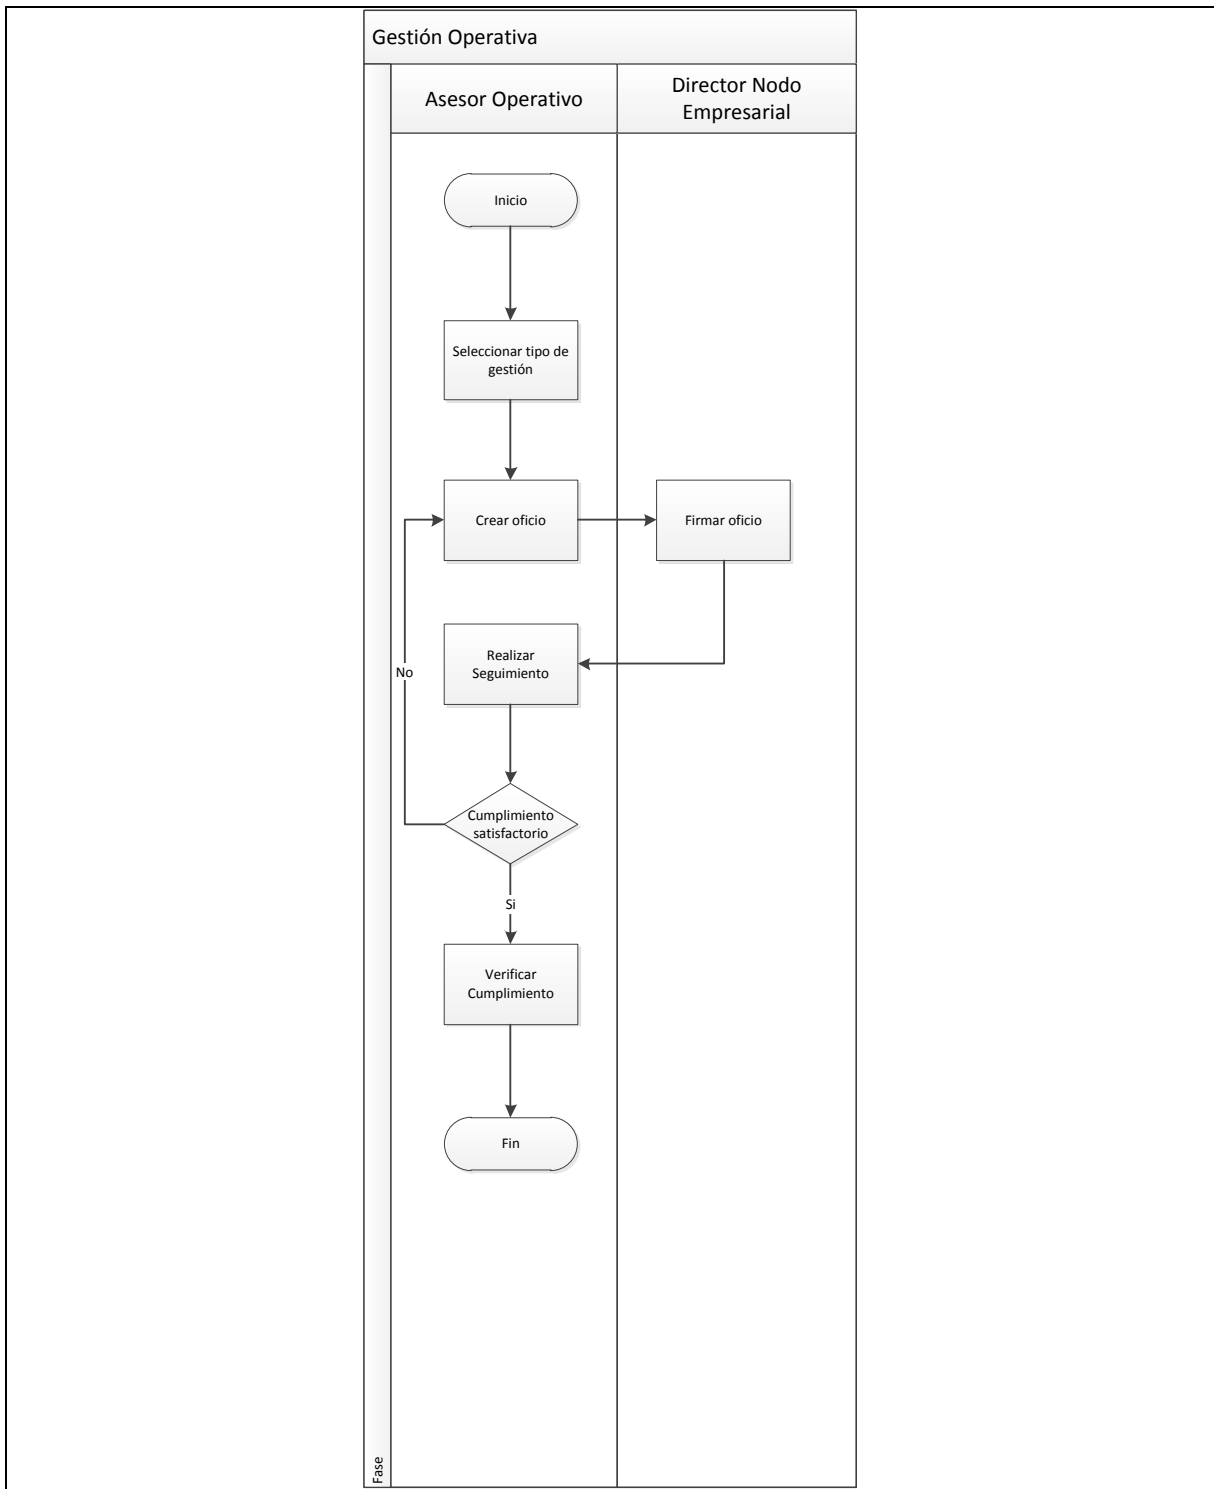 Gestión Operativa
Asesor Operativo
Director Nodo
Empresarial
Inicio
Seleccionar tipo de
gestión
Crear oficio
Firmar oficio
Realizar
Seguimiento
No
Cumplimiento
satisfactorio
Si
Verificar
Cumplimiento
Fin
Fase